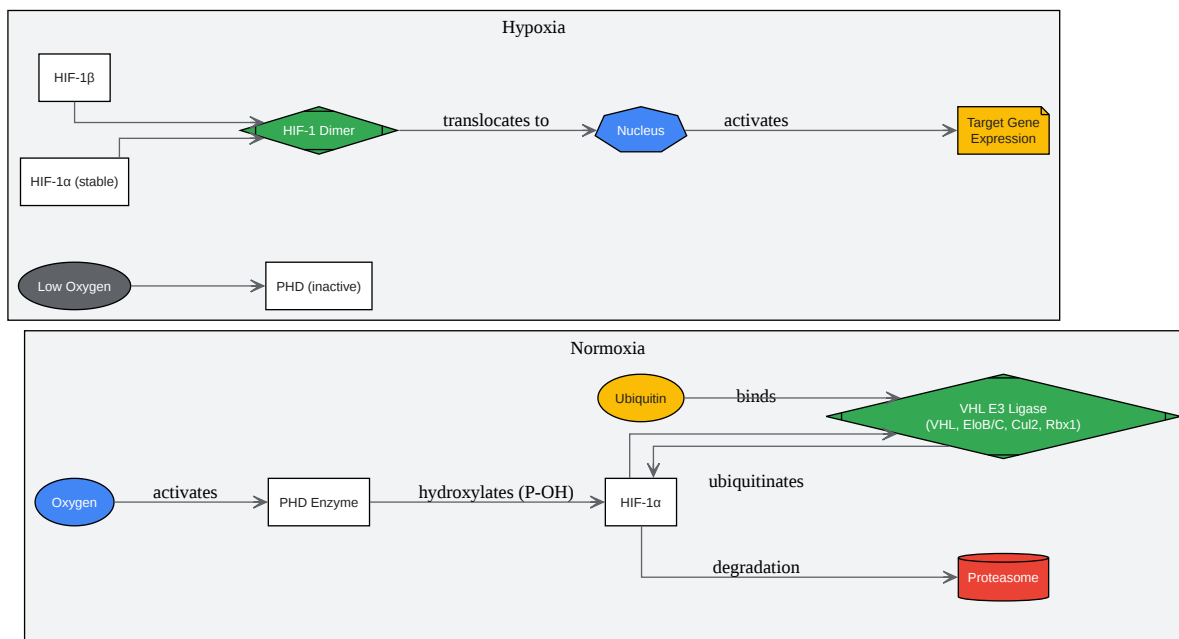 Hypoxia
HIF-1β
HIF-1 Dimer
translocates to
Nucleus
activates
Target Gene
Expression
HIF-1α (stable)
Low Oxygen
PHD (inactive)
Normoxia
Ubiquitin
binds
VHL E3 Ligase
(VHL, EloB/C, Cul2, Rbx1)
ubiquitinates
Oxygen
activates
PHD Enzyme
hydroxylates (P-OH)
HIF-1α
degradation
Proteasome